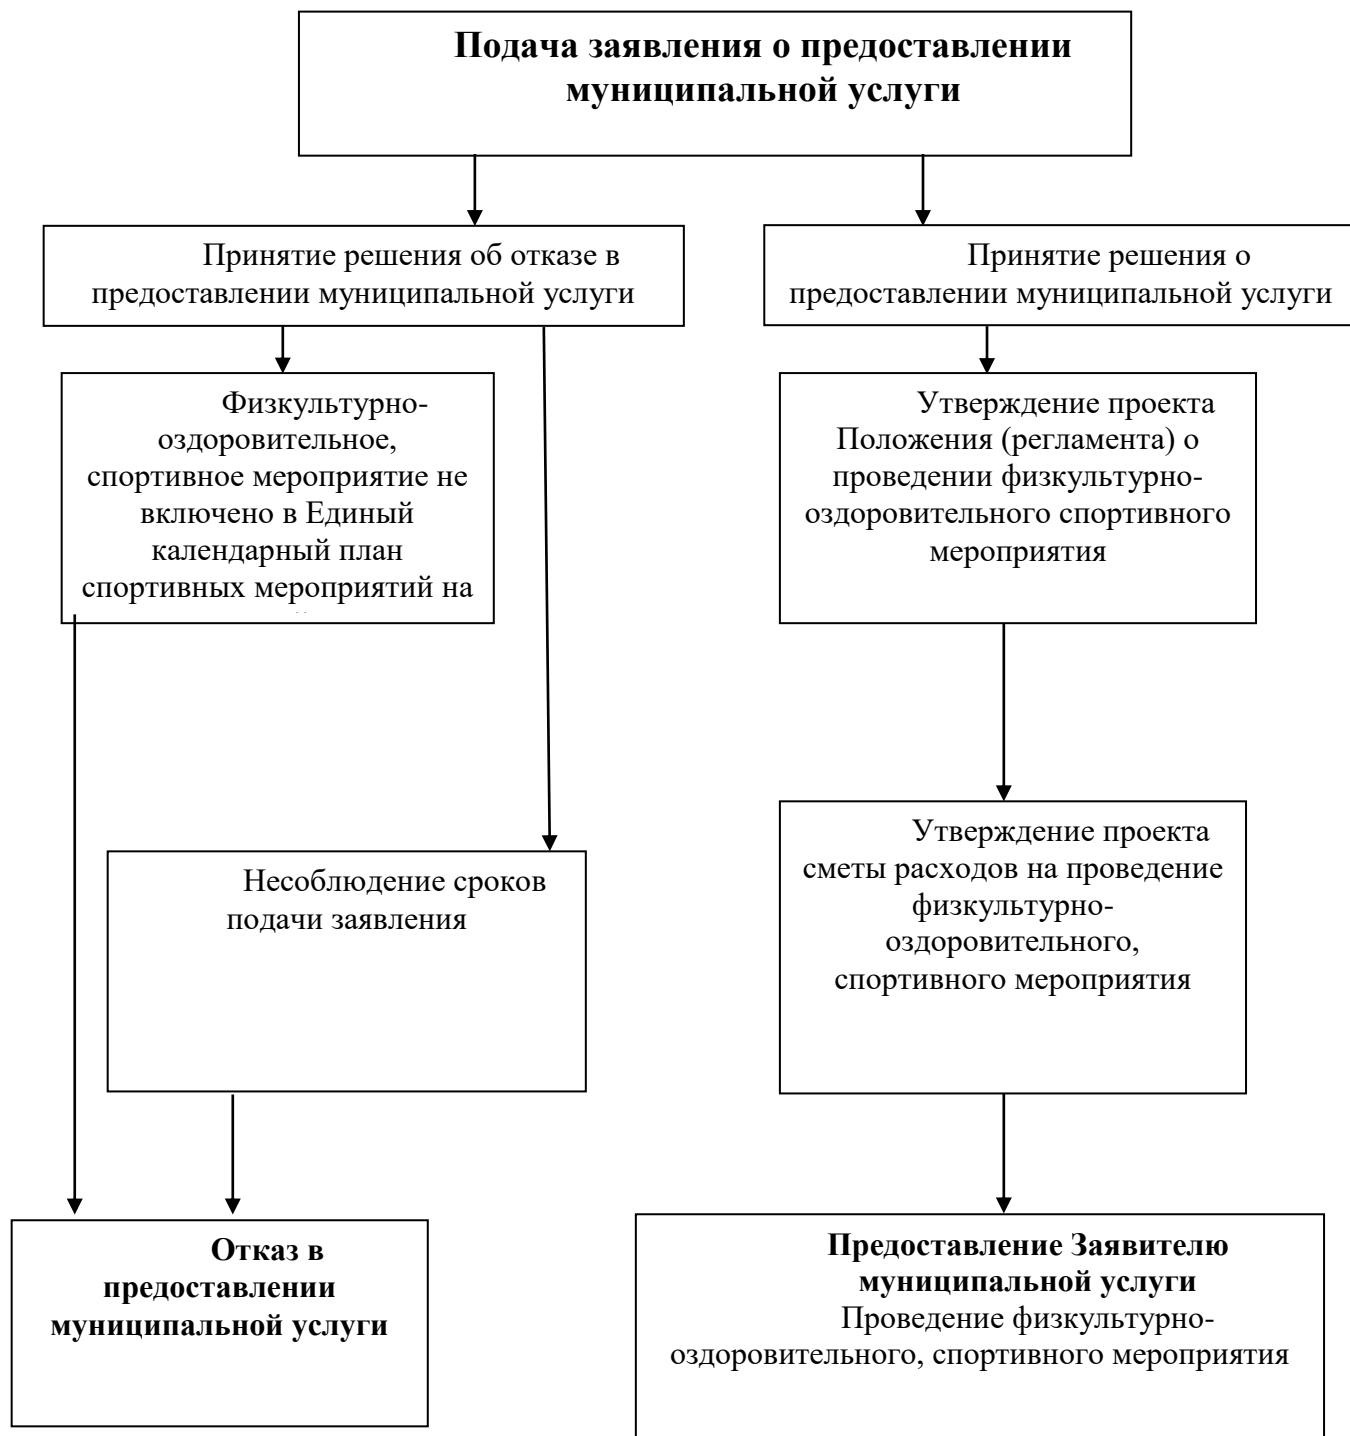 Подача заявления о предоставлении
муниципальной услуги
Принятие решения об отказе в
предоставлении муниципальной услуги
Принятие решения о
предоставлении муниципальной услуги
Физкультурно-
оздоровительное,
спортивное мероприятие не
включено в Единый
календарный план
спортивных мероприятий на
Утверждение проекта
Положения (регламента) о
проведении физкультурно-
оздоровительного спортивного
мероприятия
Несоблюдение сроков
подачи заявления
Утверждение проекта
сметы расходов на проведение
физкультурно-
оздоровительного,
спортивного мероприятия
Отказ в
предоставлении
муниципальной услуги
Предоставление Заявителю
муниципальной услуги
Проведение физкультурно-
оздоровительного, спортивного мероприятия